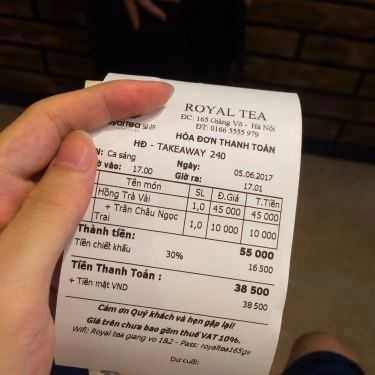 ROYAL TEA
ĐC: 165 Giảng Võ - Hà Nội
ĐT: 0166 5555 979
HÓA ĐƠN THANH TOÁN
HĐ - TAKEAWAY 240
Ca sáng Ngày: 05.06.2017
vào: 17.00 Giờ ra: 17.01
Tên món SL Đ.Giá T.Tiền
Hồng Trà Vải 1,0 45 000 45 000
+ Trân Châu Ngọc Trai 1,0 10 000 10 000
Thành tiền: 55 000
Tiền chiết khấu 30% 16 500
Tiền Thanh Toán : 38 500
+ Tiền mặt VND 38 500
Cảm ơn Quý khách và hẹn gặp lại!
Giá trên chưa bao gồm thuế VAT 10%.
Wifi: Royal tea giang vo 1&2 - Pass: royaltea165gv
Dư cuối: